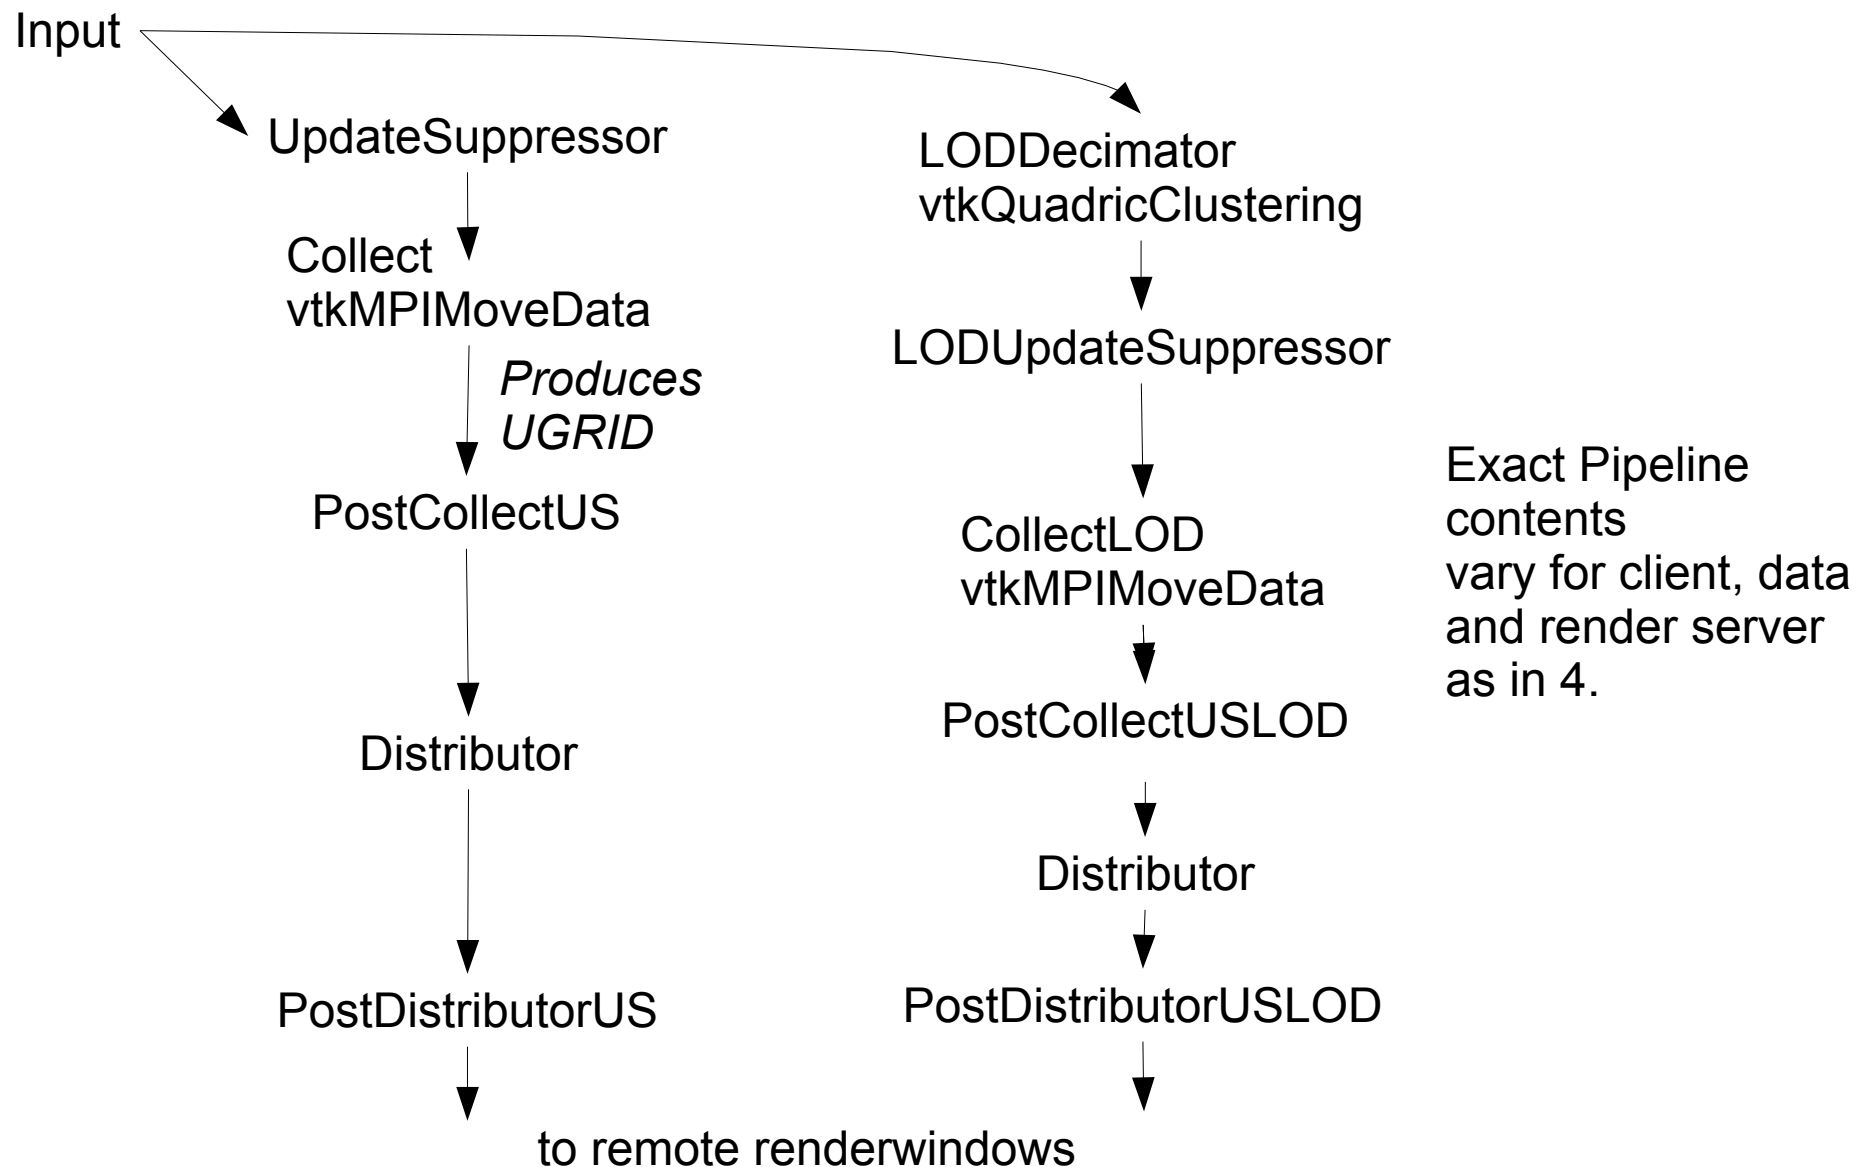 Input
UpdateSuppressor
Collect
vtkMPIMoveData
Produces
UGRID
PostCollectUS
Distributor
PostDistributorUS
LODDecimator
vtkQuadricClustering
LODUpdateSuppressor
CollectLOD
vtkMPIMoveData
PostCollectUSLOD
Distributor
PostDistributorUSLOD
to remote renderwindows
Exact Pipeline
contents
vary for client, data
and render server
as in 4.